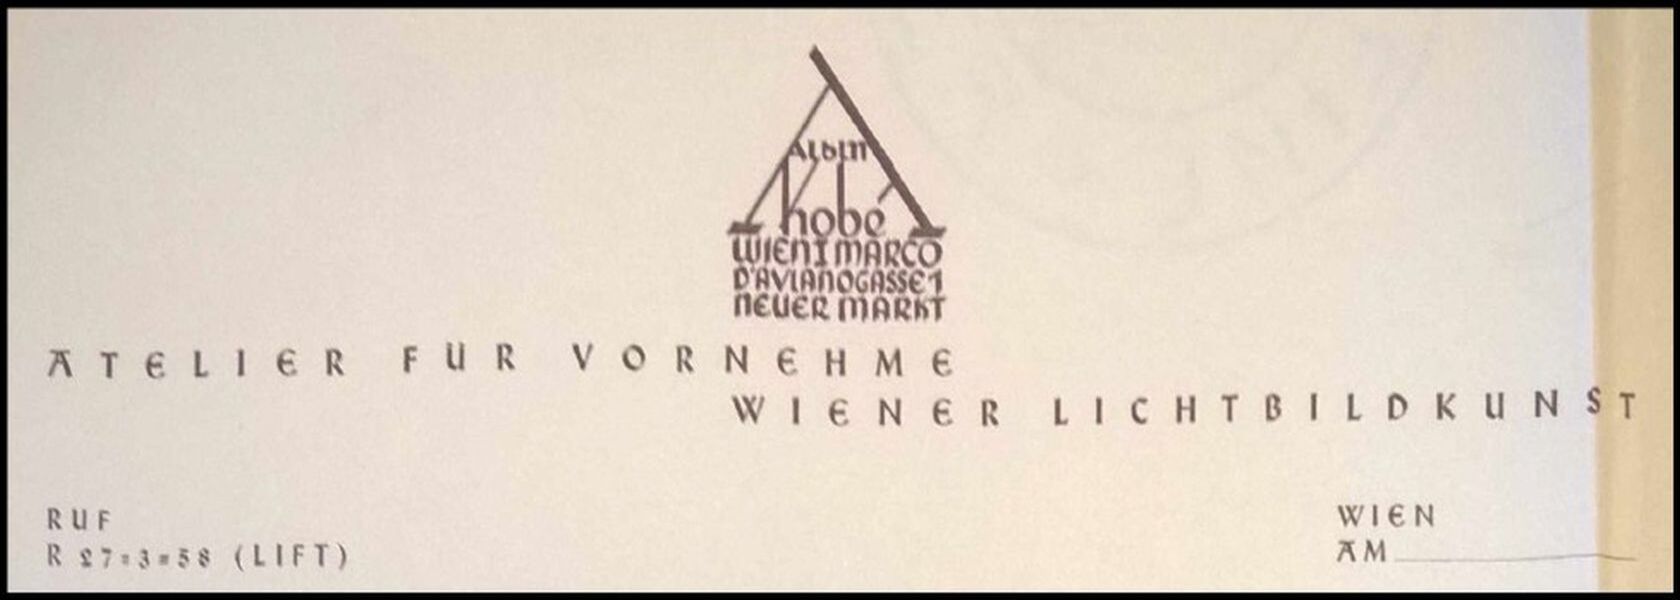 ALBIN
Kobé
WIEN I MARCO
D'AVIANOGASSE 1
NEUER MARKT
ATELIER FUR VORNEHME
WIENER LICHTBILDKUNST
RUF
R 27=3=58 (LIFT)
WIEN
AM